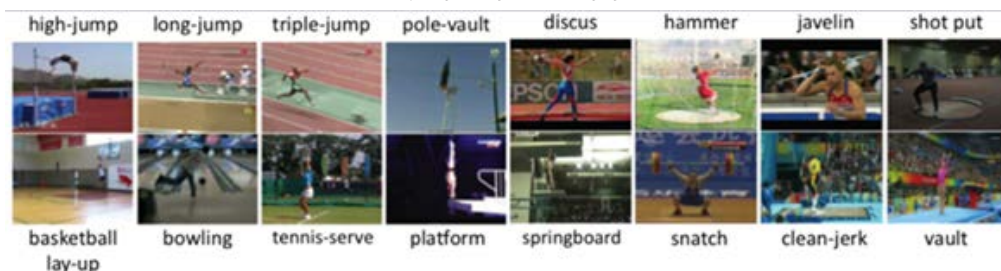 high-jump long-jump triple-jump pole-vault discus hammer javelin shot put
basketball lay-up bowling tennis-serve platform springboard snatch clean-jerk vault